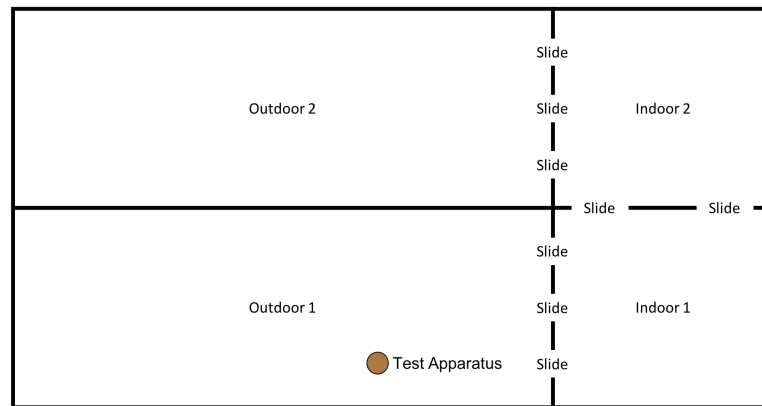 Slide
Outdoor 2
Slide
Indoor 2
Slide
Slide
Slide
Slide
Outdoor 1
Slide
Indoor 1
Test Apparatus
Slide